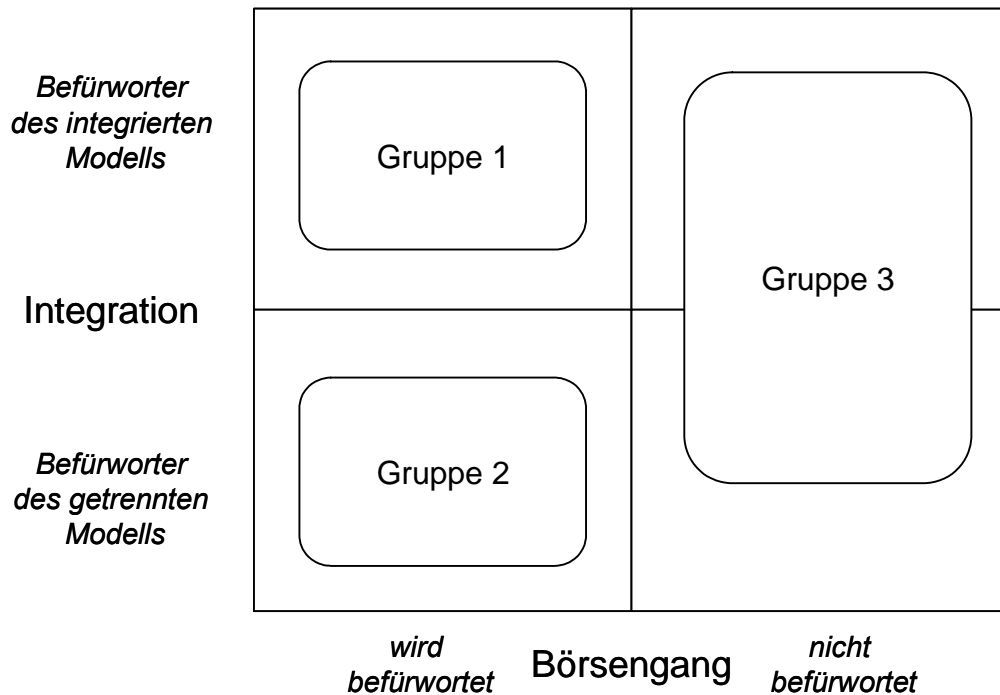 Befürworter
des integrierten
Modells
Gruppe 1
Gruppe 3
Integration
Befürworter
des getrennten
Modells
Gruppe 2
wird
befürwortet
Börsengang
nicht
befürwortet